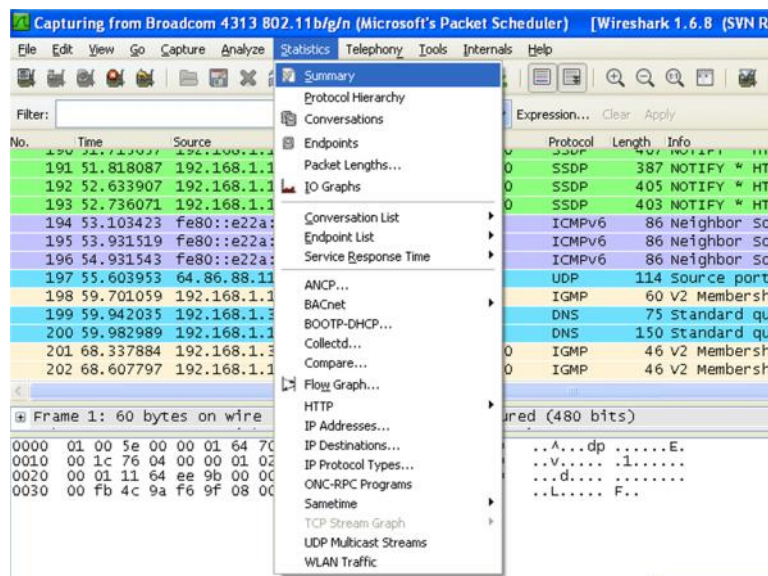 Capturing from Broadcom 4313 802.11b/g/n (Microsoft's Packet Scheduler) [Wireshark 1.6.8 (SVN R
File Edit View Go Capture Analyze Statistics Telephony Tools Internals Help
Summary
Protocol Hierarchy
Conversations
Endpoints
Packet Lengths...
IO Graphs
Conversation List
Endpoint List
Service Response Time
ANCP...
BACnet
BOOTP-DHCP...
Collectd...
Compare...
Flow Graph...
HTTP
IP Addresses...
IP Destinations...
IP Protocol Types...
ONC-RPC Programs
Sametime
TCP Stream Graph
UDP Multicast Streams
WLAN Traffic
Filter: Expression... Clear Apply
No. Time Source Protocol Length Info
191 51.818087 192.168.1.1 0 SSDP 387 NOTIFY * HT
192 52.633907 192.168.1.1 0 SSDP 405 NOTIFY * HT
193 52.736071 192.168.1.1 0 SSDP 403 NOTIFY * HT
194 53.103423 fe80::e22a: ICMPv6 86 Neighbor So
195 53.931519 fe80::e22a: ICMPv6 86 Neighbor So
196 54.931543 fe80::e22a: ICMPv6 86 Neighbor So
197 55.603953 64.86.88.11 UDP 114 Source port
198 59.701059 192.168.1.1 IGMP 60 V2 Membersh
199 59.942035 192.168.1.3 DNS 75 Standard qu
200 59.982989 192.168.1.1 DNS 150 Standard qu
201 68.337884 192.168.1.3 0 IGMP 46 V2 Membersh
202 68.607797 192.168.1.1 0 IGMP 46 V2 Membersh
Frame 1: 60 bytes on wire ured (480 bits)
0000 01 00 5e 00 00 01 64 70 ..^...dp ......E.
0010 00 1c 76 04 00 00 01 02 ..v..... .1......
0020 00 01 11 64 ee 9b 00 00 ...d.... ........
0030 00 fb 4c 9a f6 9f 08 00 ..L..... F..